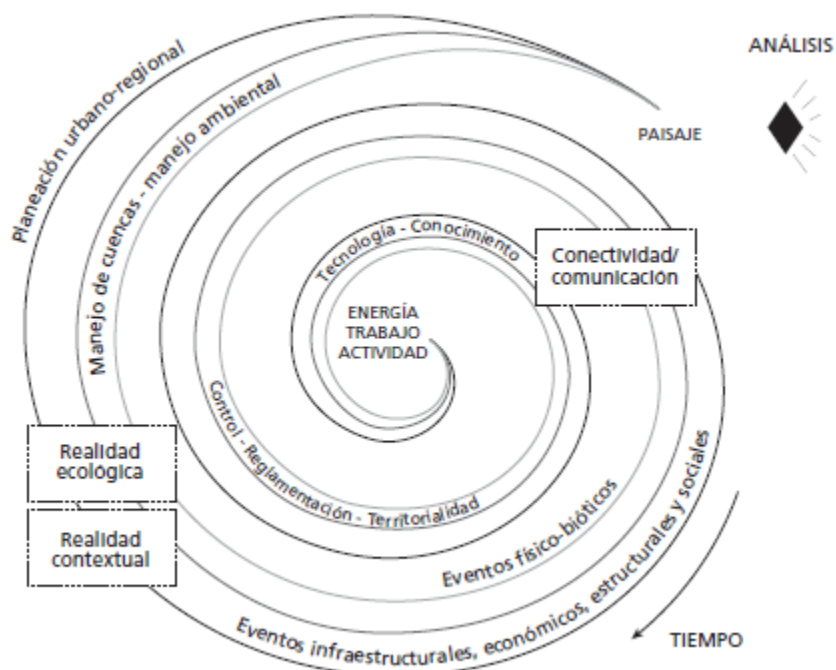 ANÁLISIS
PAISAJE
Planeación urbano-regional
Manejo de cuencas - manejo ambiental
Tecnología - Conocimiento
Conectividad/
comunicación
ENERGÍA
TRABAJO
ACTIVIDAD
Control - Reglamentación - Territorialidad
Realidad
ecológica
Realidad
contextual
Eventos físico-bióticos
Eventos infraestructurales, económicos, estructurales y sociales
TIEMPO